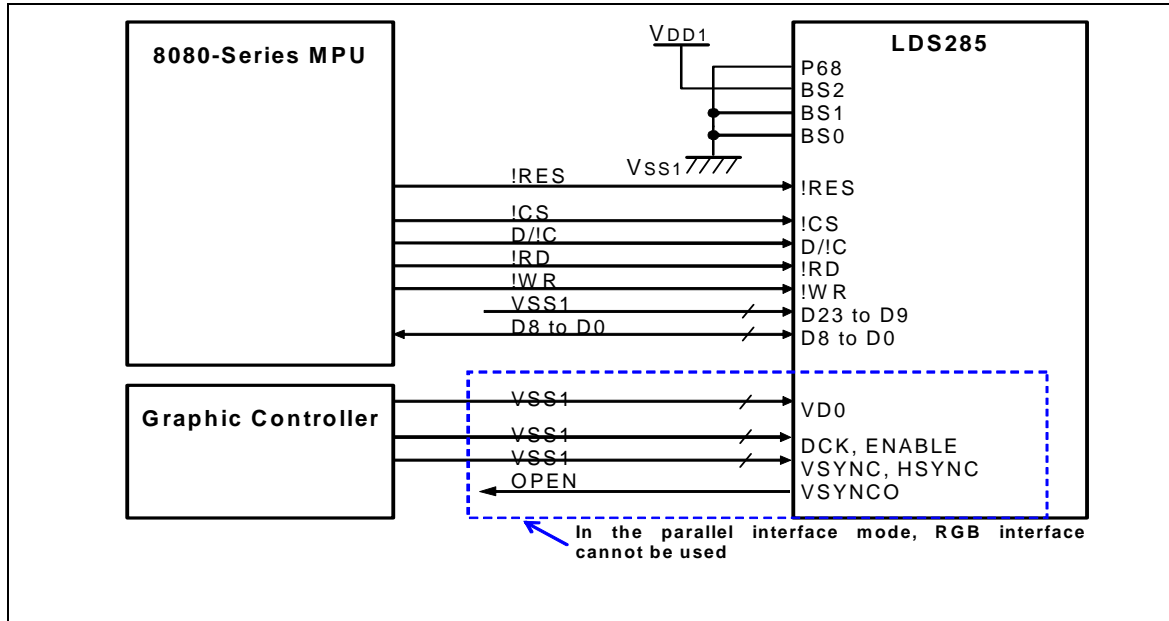 8080-Series MPU
VDD1
LDS285
P68
BS2
BS1
BS0
VSS1
!RES
!RES
!CS
!CS
D/!C
D/!C
!RD
!RD
!WR
!WR
VSS1
D23 to D9
D8 to D0
D8 to D0
Graphic Controller
VSS1
VD0
VSS1
DCK, ENABLE
VSS1
VSYNC, HSYNC
OPEN
VSYNCO
In the parallel interface mode, RGB interface
cannot be used